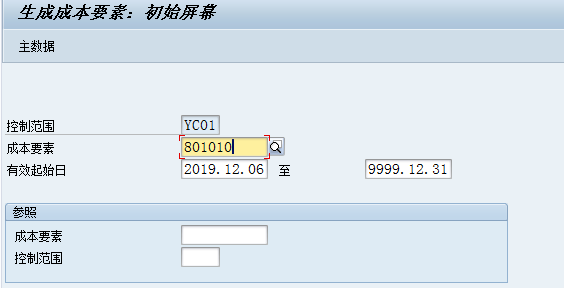 生成成本要素：初始屏幕
主数据
控制范围 YC01
成本要素 801010
有效起始日 2019.12.06 至 9999.12.31
参照
成本要素
控制范围